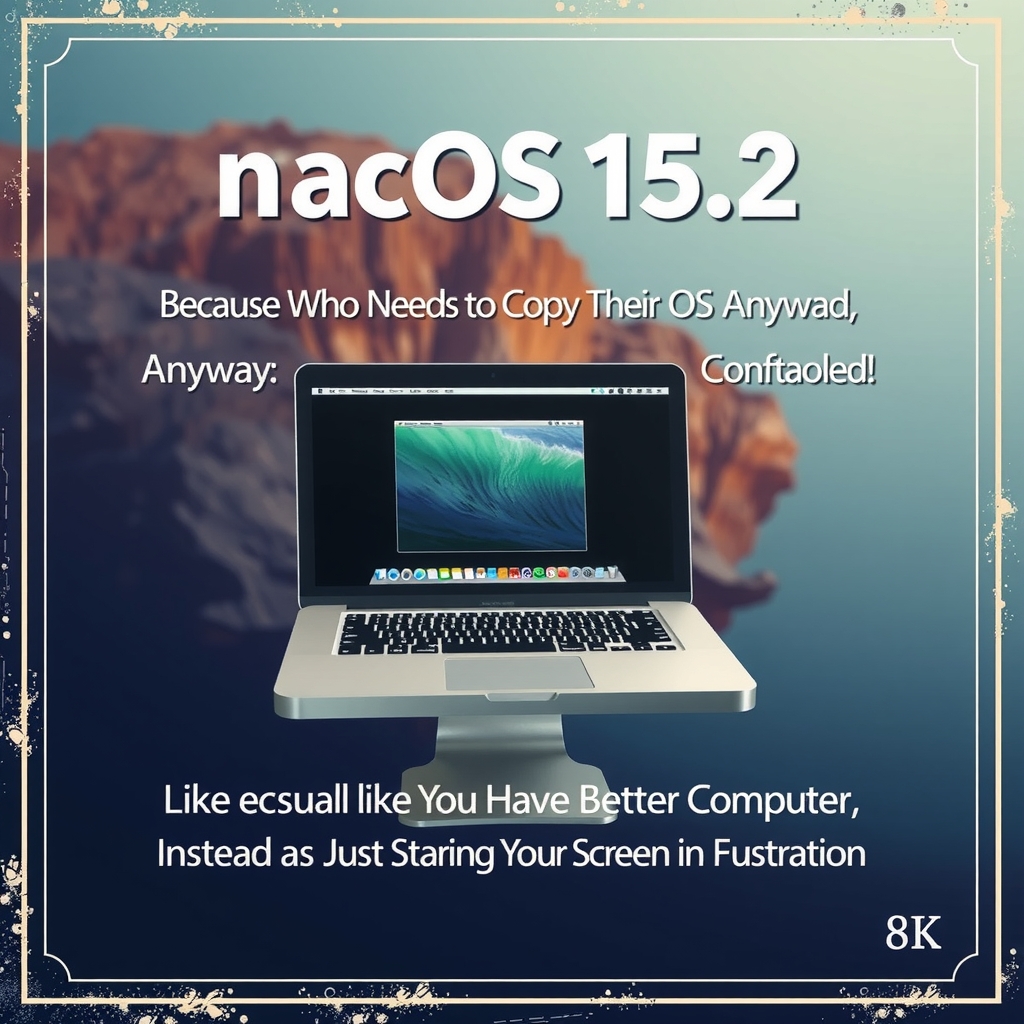 nacOS 15.2
Because Who Needs to Copy Their OS Anywad,
Anyway: Conftaoled!
Like ecsuall like You Have Better Computer,
Instead as Just Staring Your Screen in Fustration
8K